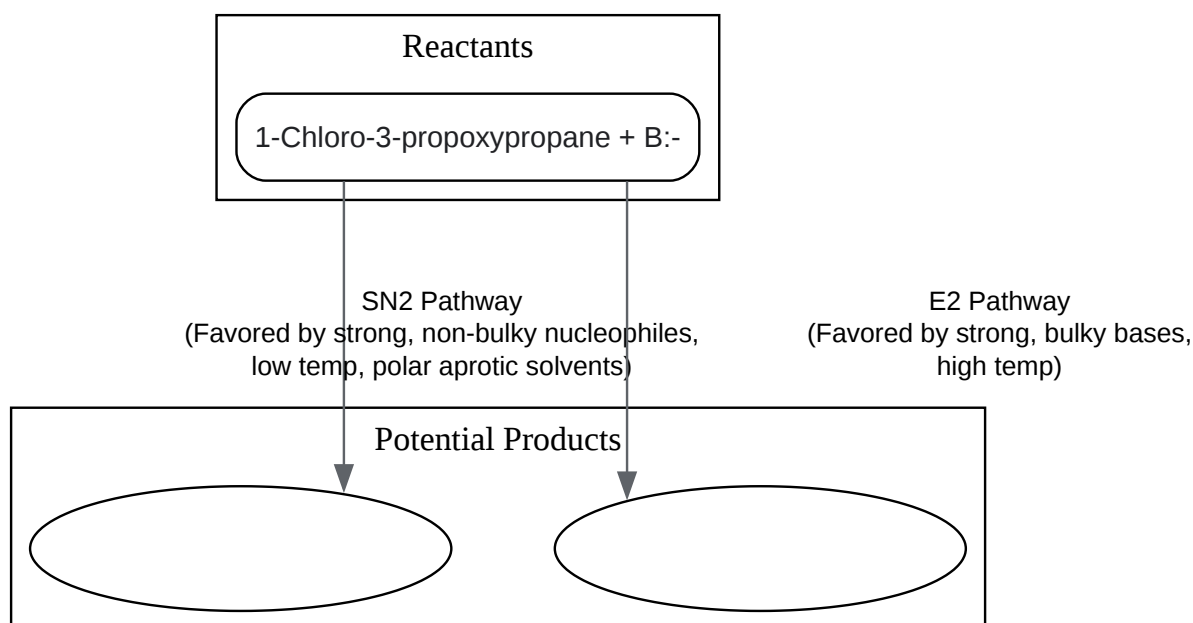 Reactants
1-Chloro-3-propoxypropane + B:-
SN2 Pathway
(Favored by strong, non-bulky nucleophiles,
low temp, polar aprotic solvents)
E2 Pathway
(Favored by strong, bulky bases,
high temp)
Potential Products